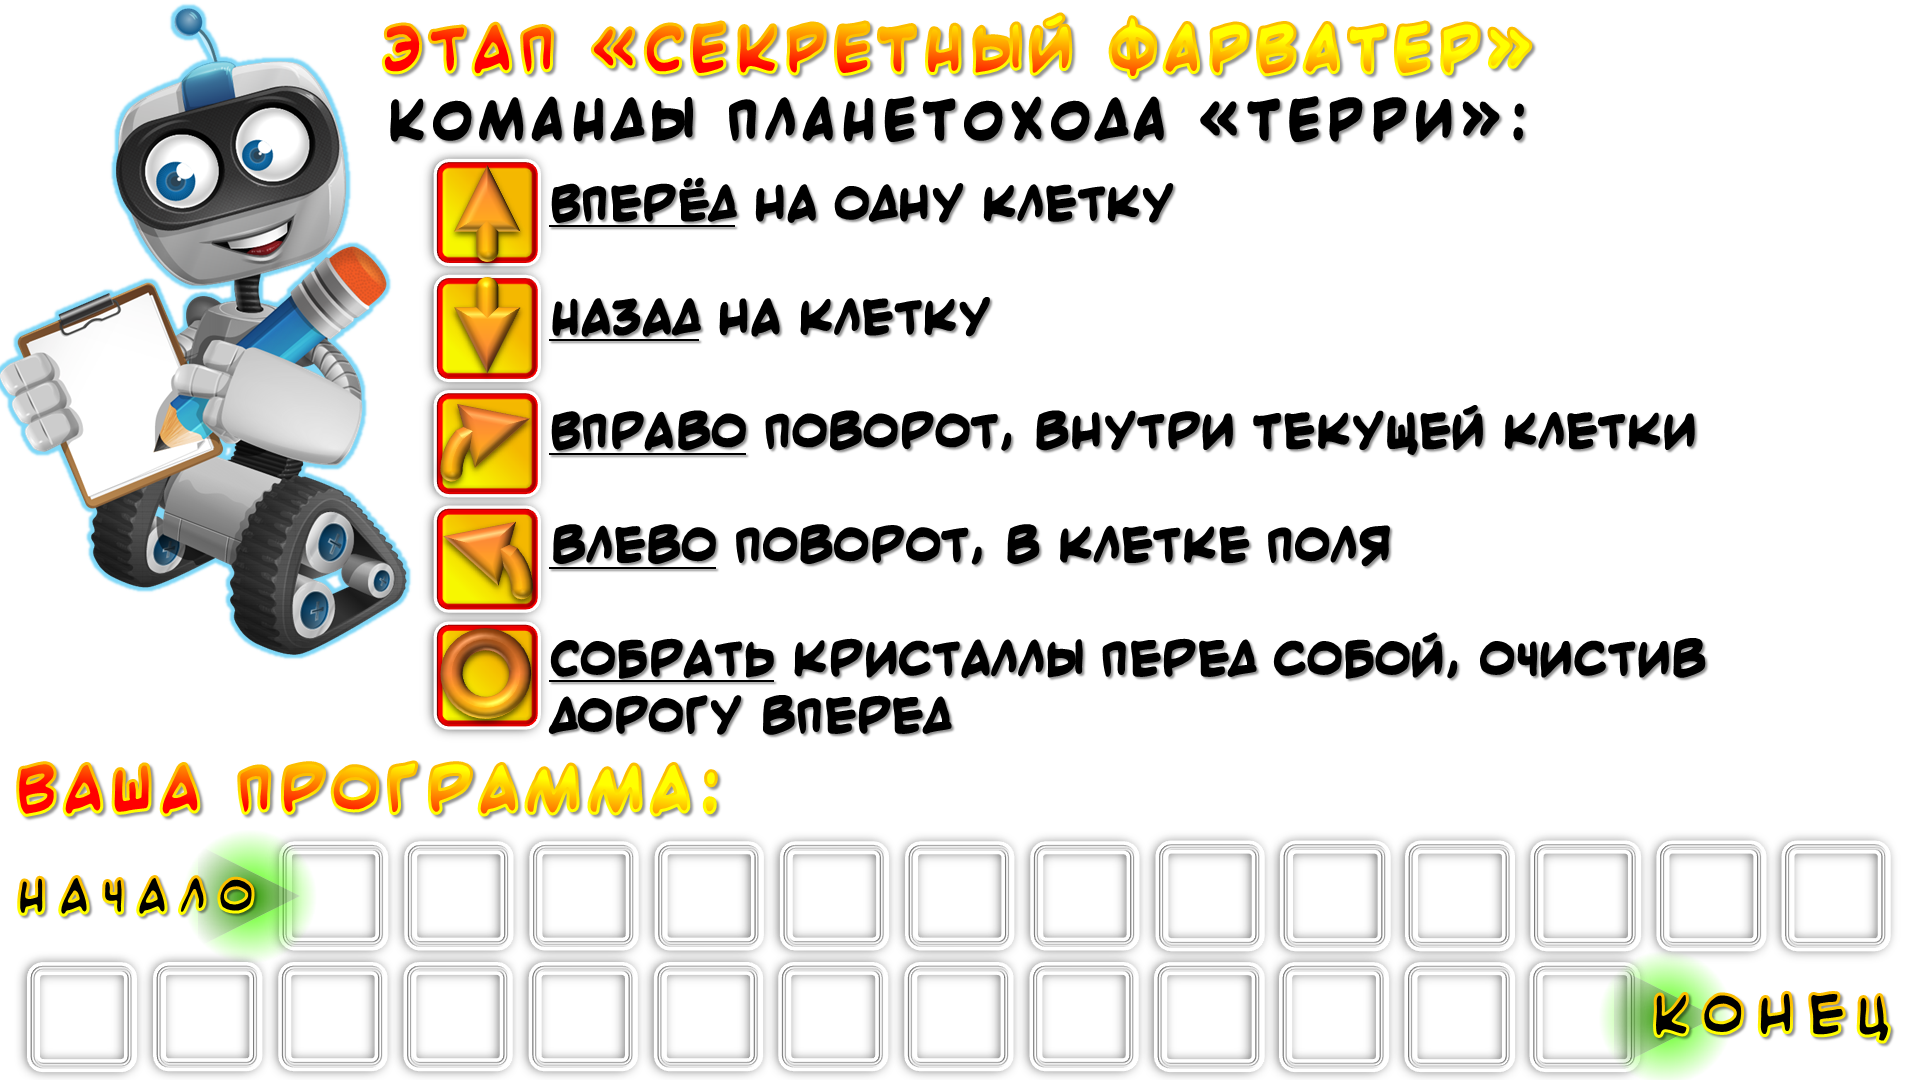 ЭТАП «СЕКРЕТНЫЙ ФАРВАТЕР»
КОМАНДЫ ПЛАНЕТОХОДА «ТЕРРИ»:
ВПЕРЁД НА ОДНУ КЛЕТКУ
НАЗАД НА КЛЕТКУ
ВПРАВО ПОВОРОТ, ВНУТРИ ТЕКУЩЕЙ КЛЕТКИ
ВЛЕВО ПОВОРОТ, В КЛЕТКЕ ПОЛЯ
СОБРАТЬ КРИСТАЛЛЫ ПЕРЕД СОБОЙ, ОЧИСТИВ
ДОРОГУ ВПЕРЕД
ВАША ПРОГРАММА:
НАЧАЛО
КОНЕЦ